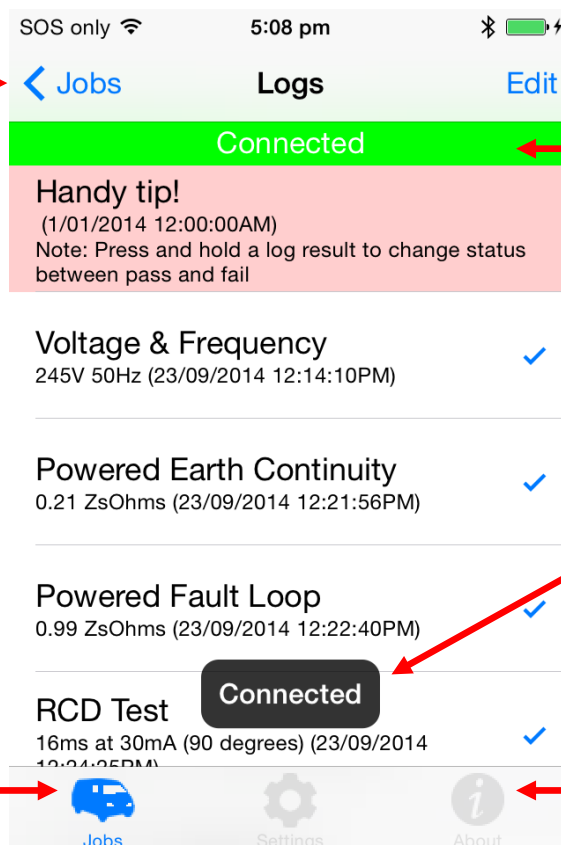 SOS only 5:08 pm
Jobs Logs Edit
Connected
Handy tip!
(1/01/2014 12:00:00AM)
Note: Press and hold a log result to change status
between pass and fail
Voltage & Frequency
245V 50Hz (23/09/2014 12:14:10PM)
Powered Earth Continuity
0.21 ZsOhms (23/09/2014 12:21:56PM)
Powered Fault Loop
0.99 ZsOhms (23/09/2014 12:22:40PM)
Connected
RCD Test
16ms at 30mA (90 degrees) (23/09/2014
12:24:25PM)
Jobs Settings About